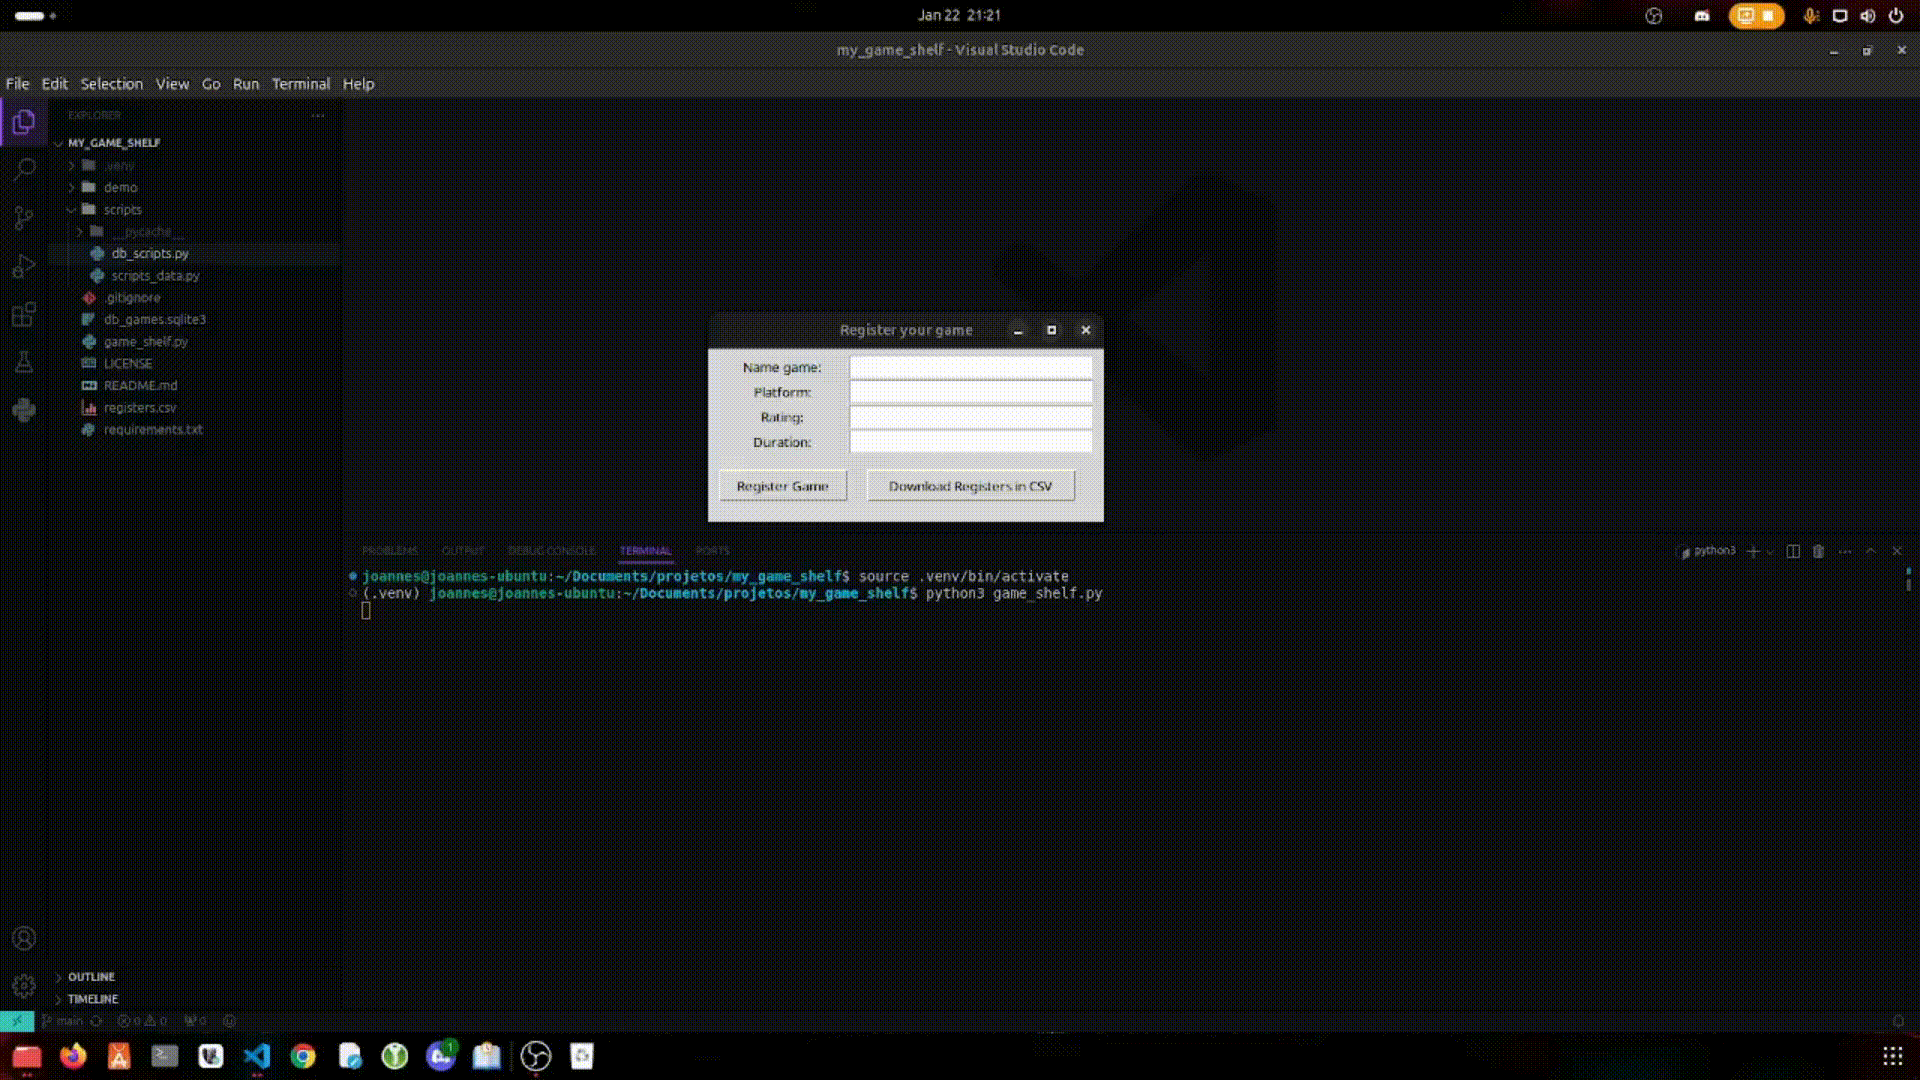 Jan 22 21:21
my_game_shelf - Visual Studio Code
File Edit Selection View Go Run Terminal Help
EXPLORER
MY_GAME_SHELF
.venv
demo
scripts
__pycache__
db_scripts.py
scripts_data.py
.gitignore
db_games.sqlite3
game_shelf.py
LICENSE
README.md
registers.csv
requirements.txt
Register your game
Name game:
Platform:
Rating:
Duration:
Register Game Download Registers in CSV
PROBLEMS OUTPUT DEBUG CONSOLE TERMINAL PORTS
python3
joannes@joannes-ubuntu:~/Documents/projetos/my_game_shelf$ source .venv/bin/activate
(.venv) joannes@joannes-ubuntu:~/Documents/projetos/my_game_shelf$ python3 game_shelf.py
OUTLINE
TIMELINE
main 0 0 0
1